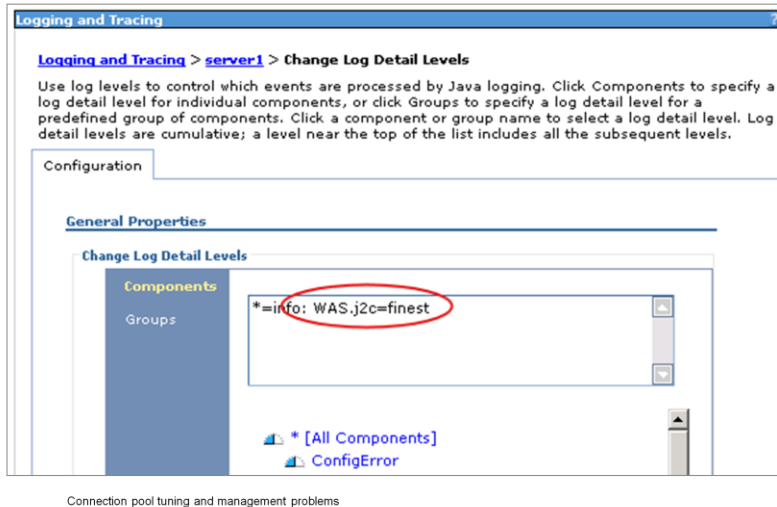 Logging and Tracing
?
Logging and Tracing > server1 > Change Log Detail Levels
Use log levels to control which events are processed by Java logging. Click Components to specify a
log detail level for individual components, or click Groups to specify a log detail level for a
predefined group of components. Click a component or group name to select a log detail level. Log
detail levels are cumulative; a level near the top of the list includes all the subsequent levels.
Configuration
General Properties
Change Log Detail Levels
Components
Groups
*=info: WAS.j2c=finest
* [All Components]
ConfigError
Connection pool tuning and management problems